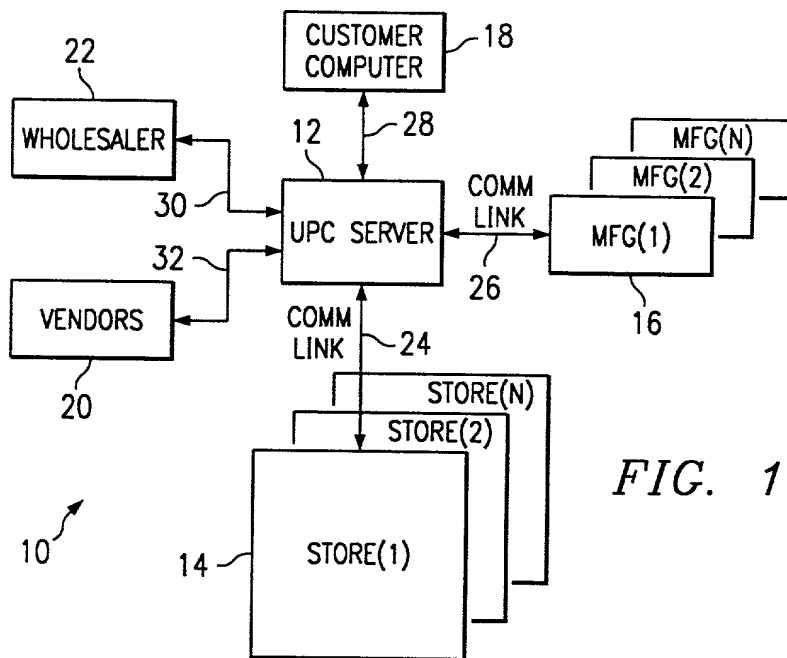 CUSTOMER
COMPUTER
18
22
WHOLESALER
28
12
MFG(N)
MFG(2)
MFG(1)
COMM
LINK
30
UPC SERVER
26
16
32
VENDORS
20
COMM
LINK
24
STORE(N)
STORE(2)
STORE(1)
14
10
FIG. 1